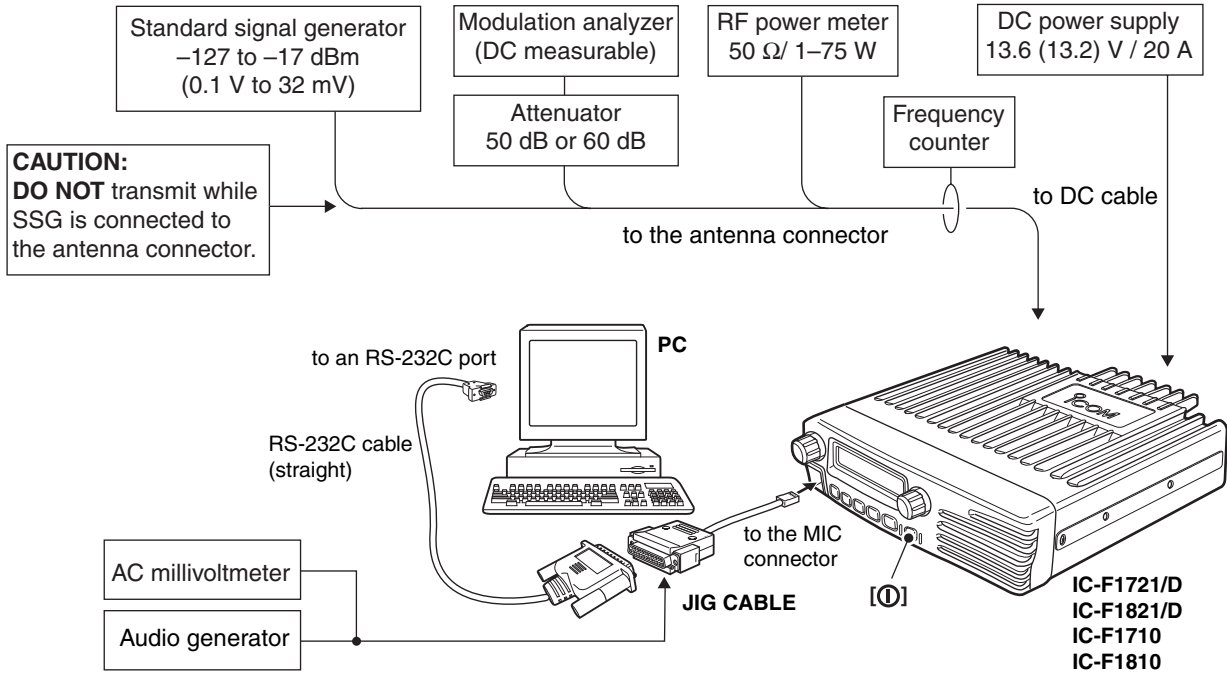 Standard signal generator
–127 to –17 dBm
(0.1 V to 32 mV)
Modulation analyzer
(DC measurable)
RF power meter
50 Ω/ 1–75 W
DC power supply
13.6 (13.2) V / 20 A
Attenuator
50 dB or 60 dB
Frequency
counter
CAUTION:
DO NOT transmit while
SSG is connected to
the antenna connector.
to DC cable
to the antenna connector
to an RS-232C port
PC
ICOM
RS-232C cable
(straight)
to the MIC
connector
AC millivoltmeter
Audio generator
JIG CABLE
[⏼]
IC-F1721/D
IC-F1821/D
IC-F1710
IC-F1810